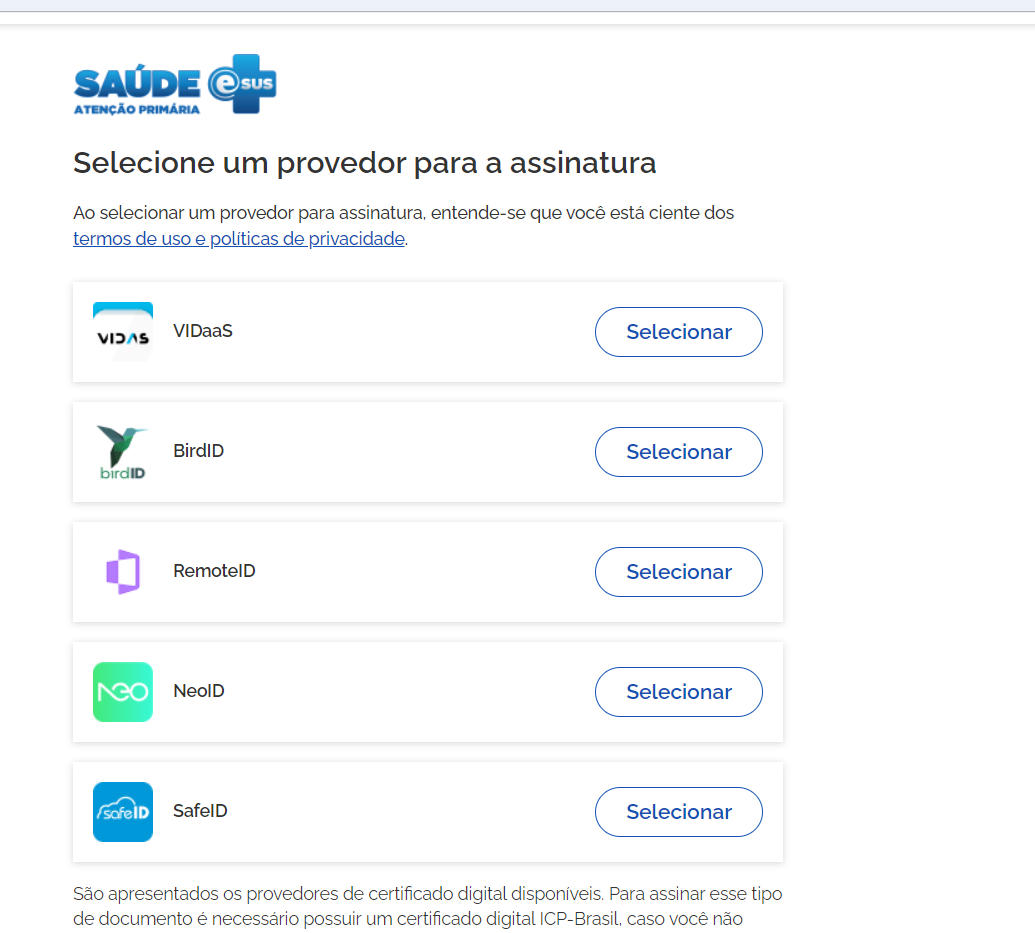 SAÚDE e SUS
ATENÇÃO PRIMÁRIA
Selecione um provedor para a assinatura
Ao selecionar um provedor para assinatura, entende-se que você está ciente dos
termos de uso e políticas de privacidade.
VIDAS
VIDaaS
Selecionar
birdID
BirdID
Selecionar
RemoteID
Selecionar
NEO
NeoID
Selecionar
safeID
SafeID
Selecionar
São apresentados os provedores de certificado digital disponíveis. Para assinar esse tipo
de documento é necessário possuir um certificado digital ICP-Brasil, caso você não